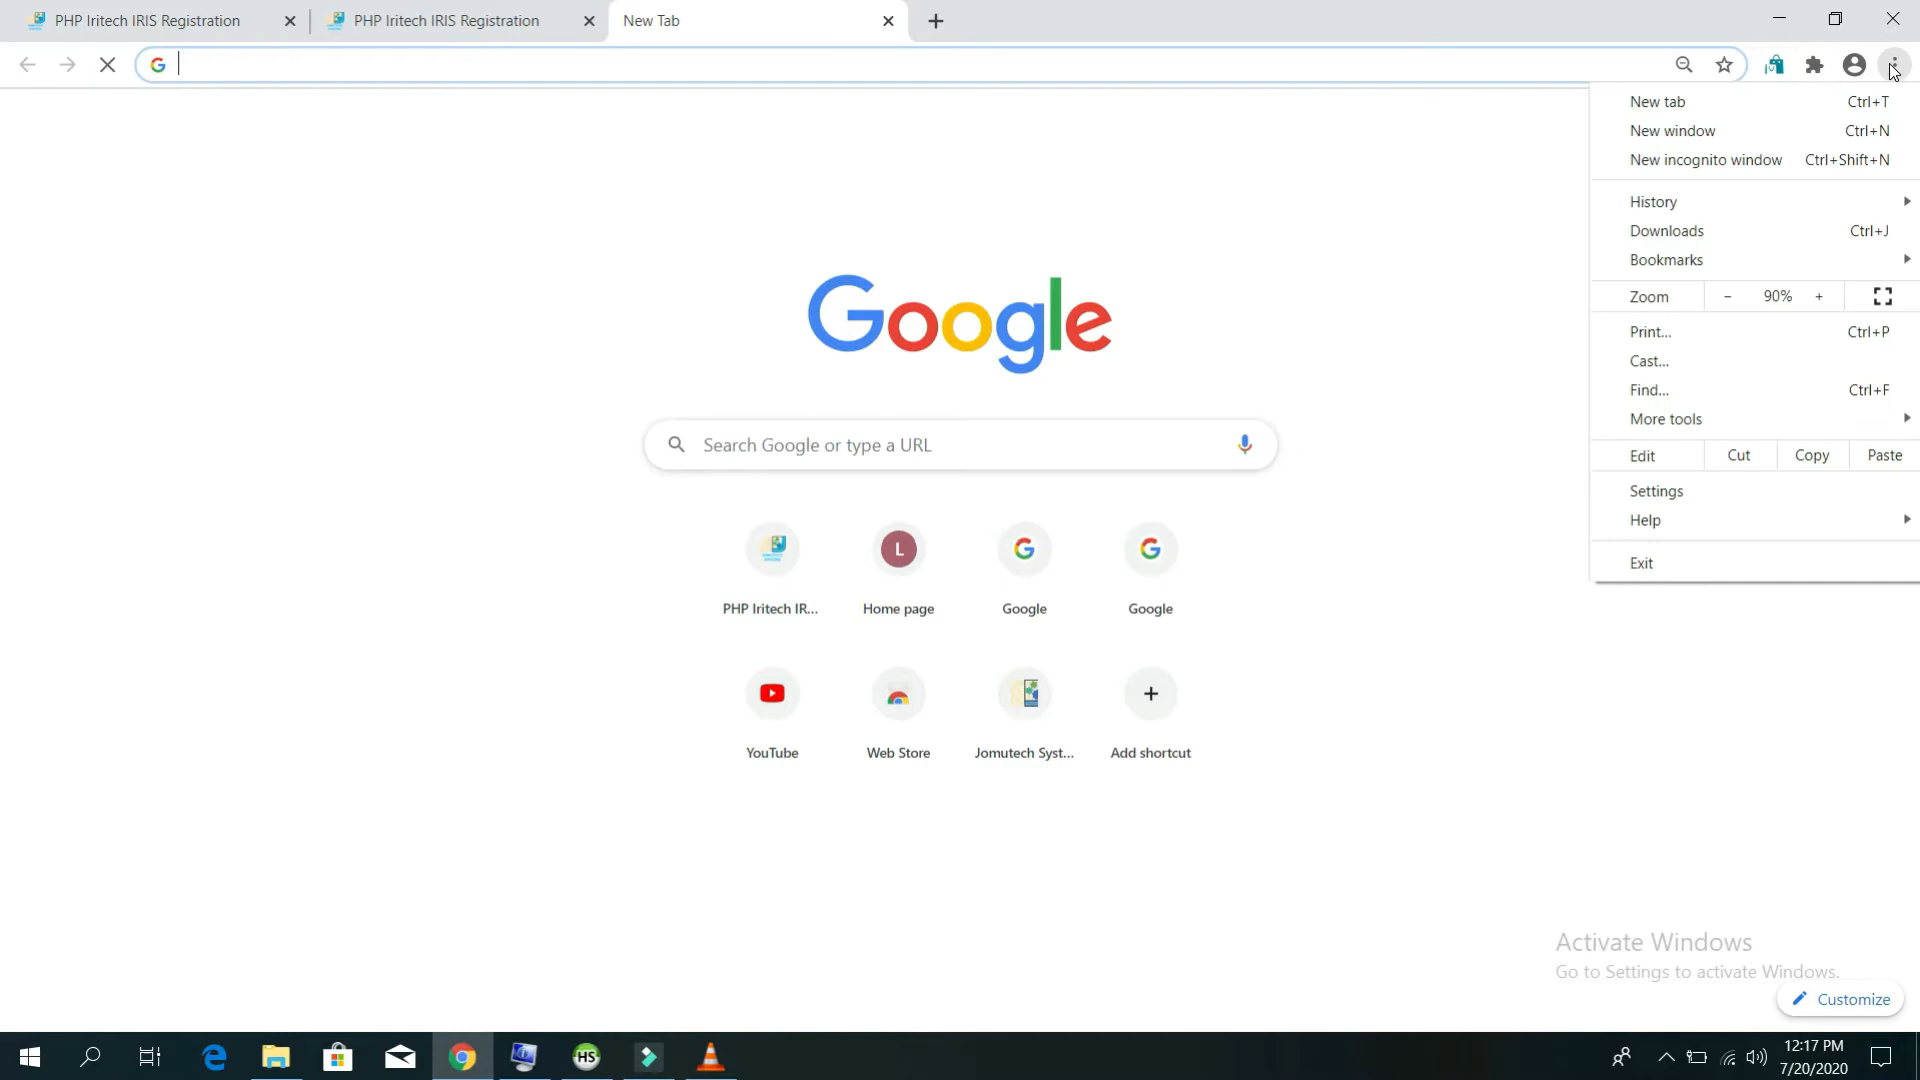 PHP Iritech IRIS Registration
PHP Iritech IRIS Registration
New Tab
New tab Ctrl+T
New window Ctrl+N
New incognito window Ctrl+Shift+N
History
Downloads Ctrl+J
Bookmarks
Zoom - 90% +
Print... Ctrl+P
Cast...
Find... Ctrl+F
More tools
Edit Cut Copy Paste
Settings
Help
Exit
Google
Search Google or type a URL
L
PHP Iritech IR... Home page Google Google
YouTube Web Store Jomutech Syst... Add shortcut
Activate Windows
Go to Settings to activate Windows.
Customize
HS
12:17 PM
7/20/2020